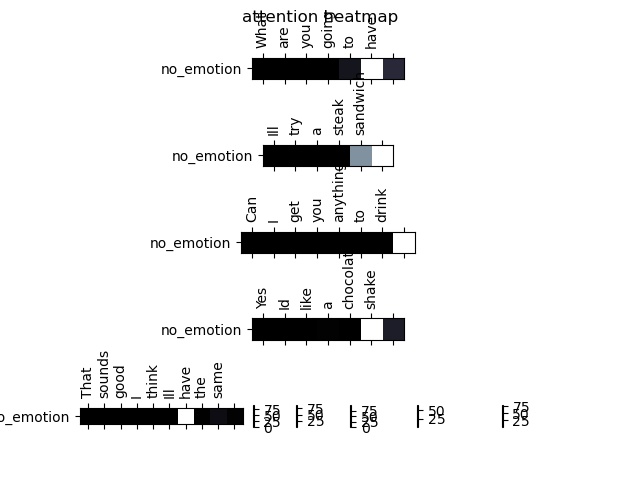 attention heatmap
What are you going to have
no_emotion
Ill try a steak sandwich
no_emotion
Can I get you anything to drink
no_emotion
Yes Id like a chocolate shake
no_emotion
That sounds good I think Ill have the same
no_emotion
75 75 75 50 75
50 50 50 25 50
25 25 25 25
0 0